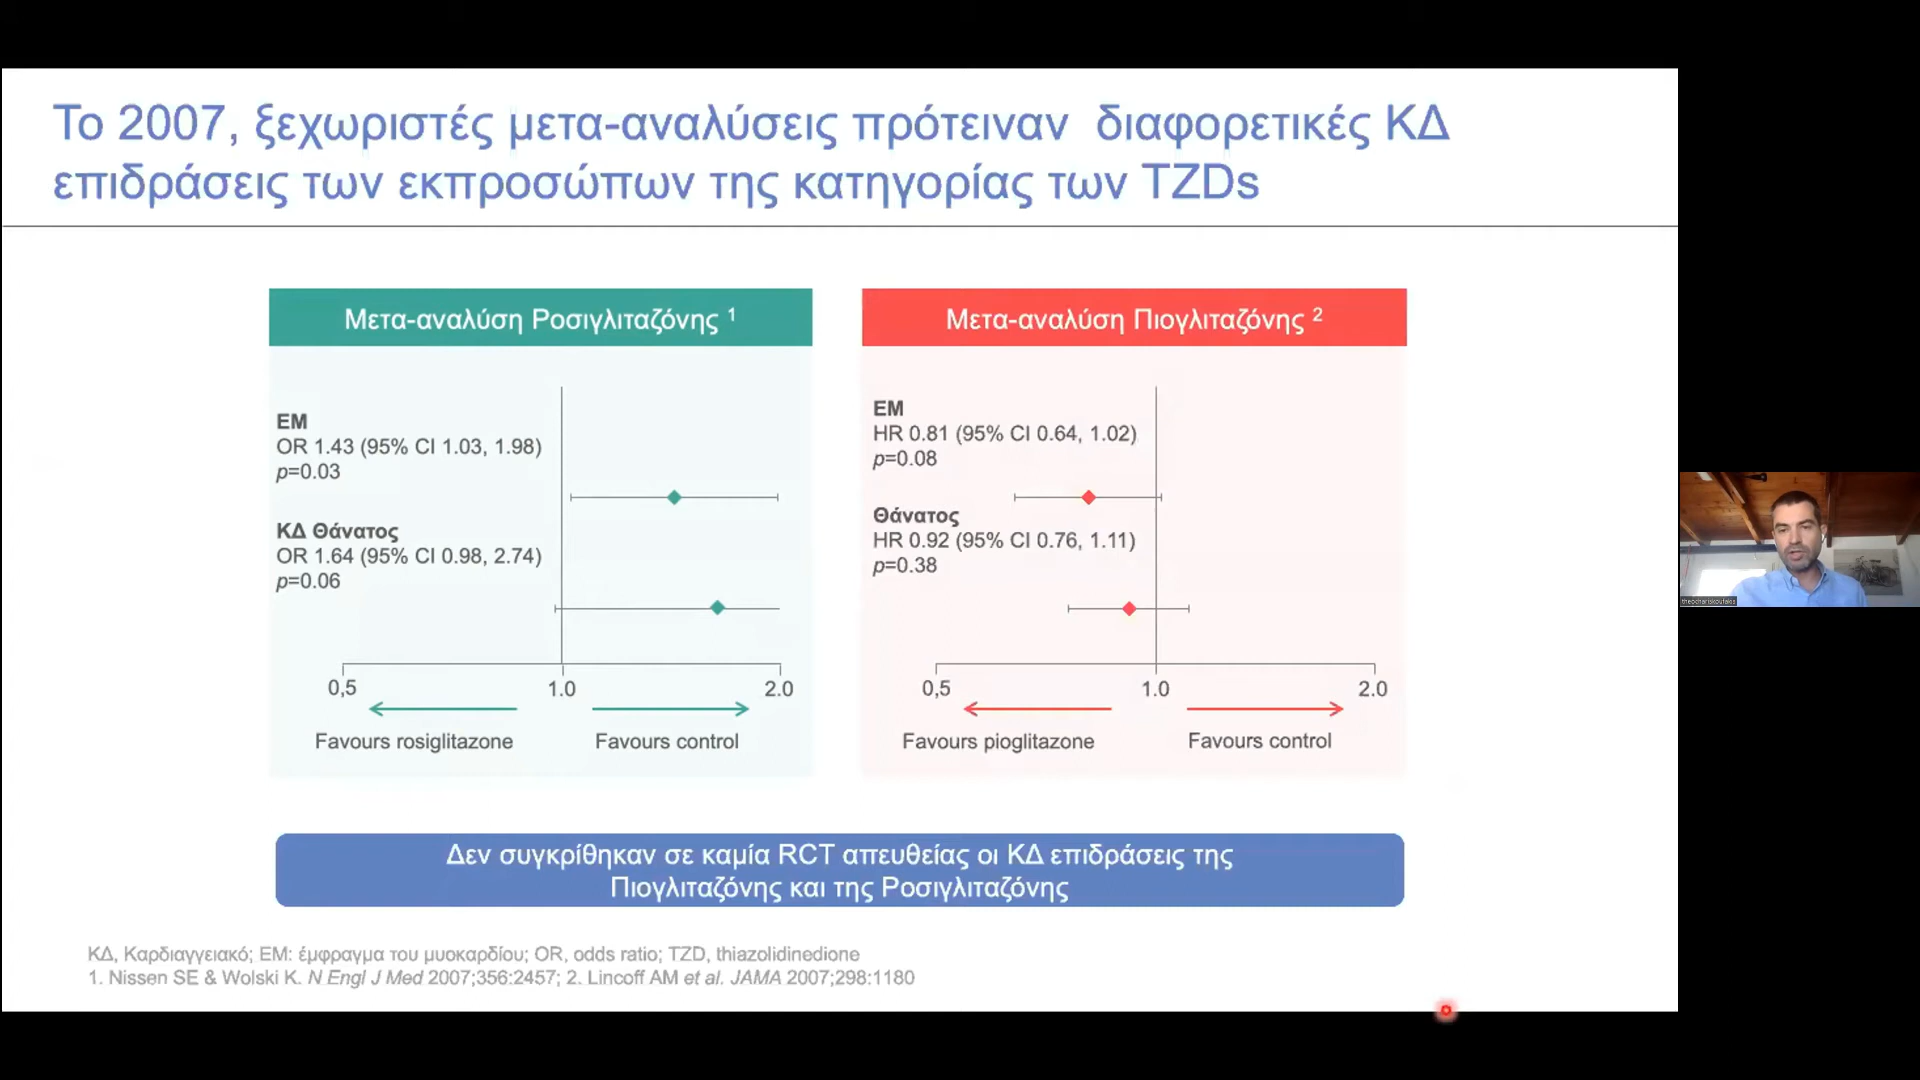 Το 2007, ξεχωριστές μετα-αναλύσεις πρότειναν διαφορετικές ΚΔ
επιδράσεις των εκπροσώπων της κατηγορίας των TZDs
Μετα-αναλύση Ροσιγλιταζόνης 1
ΕΜ
OR 1.43 (95% CI 1.03, 1.98)
p=0.03
ΚΔ Θάνατος
OR 1.64 (95% CI 0.98, 2.74)
p=0.06
0,5 1.0 2.0
Favours rosiglitazone Favours control
Μετα-αναλύση Πιογλιταζόνης 2
ΕΜ
HR 0.81 (95% CI 0.64, 1.02)
p=0.08
Θάνατος
HR 0.92 (95% CI 0.76, 1.11)
p=0.38
0,5 1.0 2.0
Favours pioglitazone Favours control
Δεν συγκρίθηκαν σε καμία RCT απευθείας οι ΚΔ επιδράσεις της
Πιογλιταζόνης και της Ροσιγλιταζόνης
ΚΔ, Καρδιαγγειακό; ΕΜ: έμφραγμα του μυοκαρδίου; OR, odds ratio; TZD, thiazolidinedione
1. Nissen SE & Wolski K. N Engl J Med 2007;356:2457; 2. Lincoff AM et al. JAMA 2007;298:1180